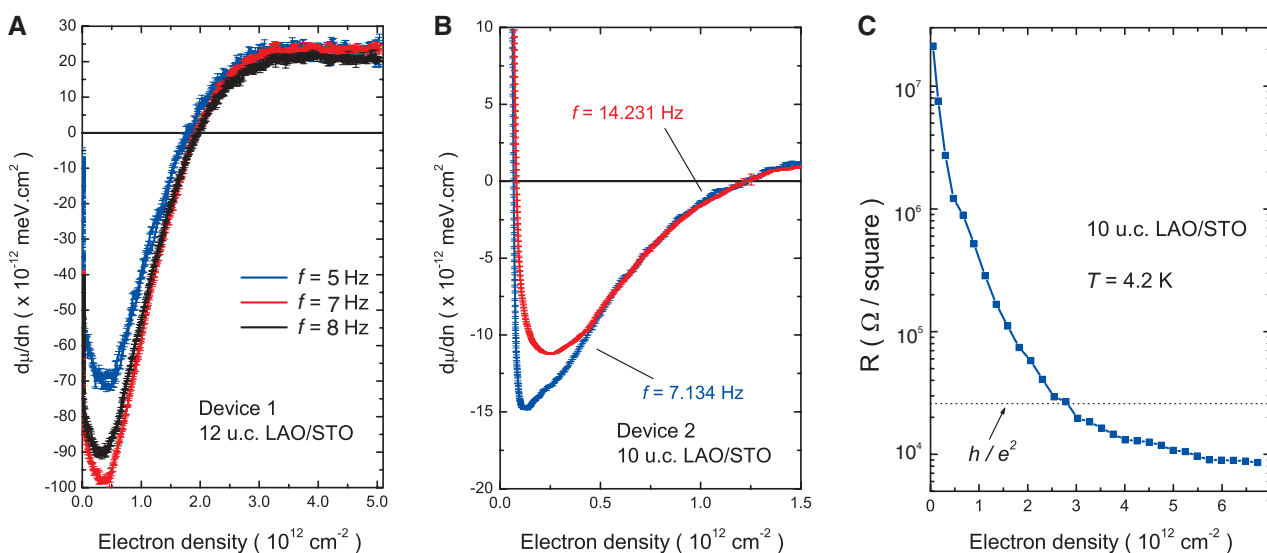 A
30
20
10
0
-10
-20
-30
-40
-50
-60
-70
-80
-90
-100
dμ/dn ( x 10⁻¹² meV.cm² )
f = 5 Hz
f = 7 Hz
f = 8 Hz
Device 1
12 u.c. LAO/STO
0.0 1.0 2.0 3.0 4.0 5.0
Electron density ( 10¹² cm⁻² )
B
10
5
0
-5
-10
-15
-20
dμ/dn ( x 10⁻¹² meV.cm² )
f = 14.231 Hz
f = 7.134 Hz
Device 2
10 u.c. LAO/STO
0.0 0.5 1.0 1.5
Electron density ( 10¹² cm⁻² )
C
10⁷
10⁶
10⁵
10⁴
R ( Ω / square )
10 u.c. LAO/STO
T = 4.2 K
h / e²
0 1 2 3 4 5 6
Electron density ( 10¹² cm⁻² )